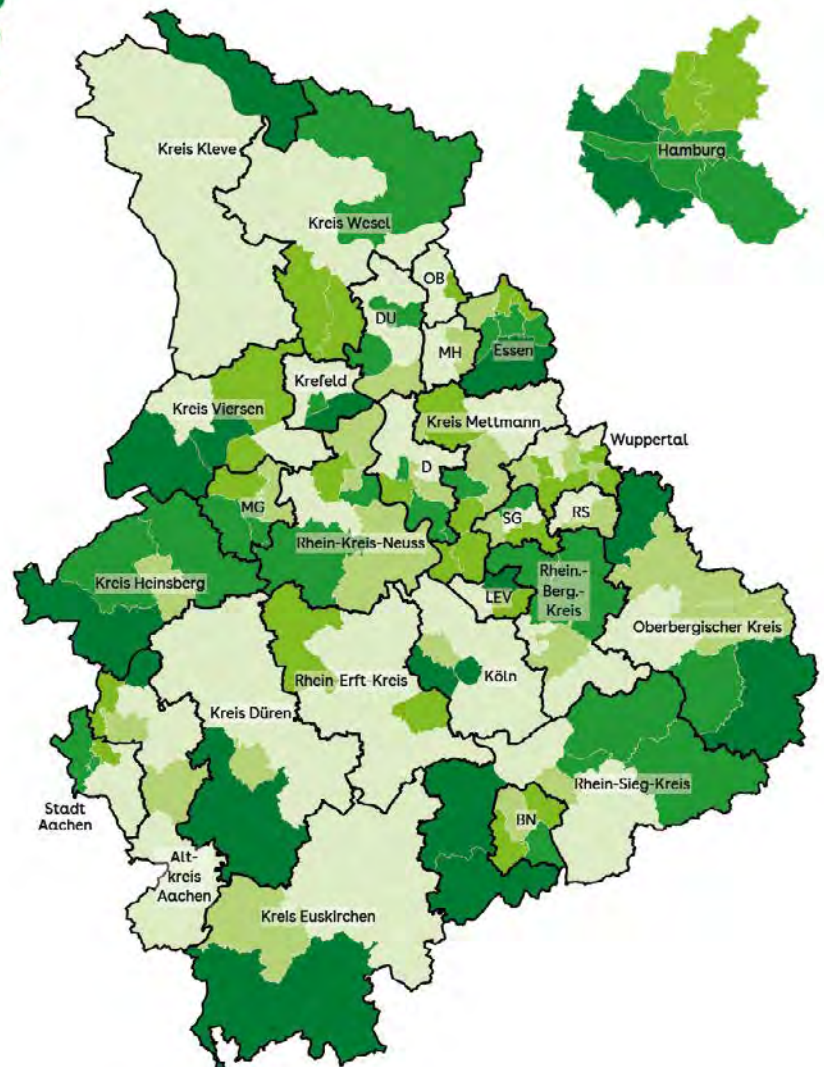 Kreis Kleve
Hamburg
Kreis Wesel
OB
DU
MH
Essen
Krefeld
Kreis Viersen
Kreis Mettmann
Wuppertal
D
MG
SG
RS
Rhein-Kreis-Neuss
Kreis Heinsberg
LEV
Rhein.-
Berg.-
Kreis
Oberbergischer Kreis
Rhein-Erft-Kreis
Köln
Kreis Düren
Rhein-Sieg-Kreis
Stadt
Aachen
BN
Alt-
kreis
Aachen
Kreis Euskirchen